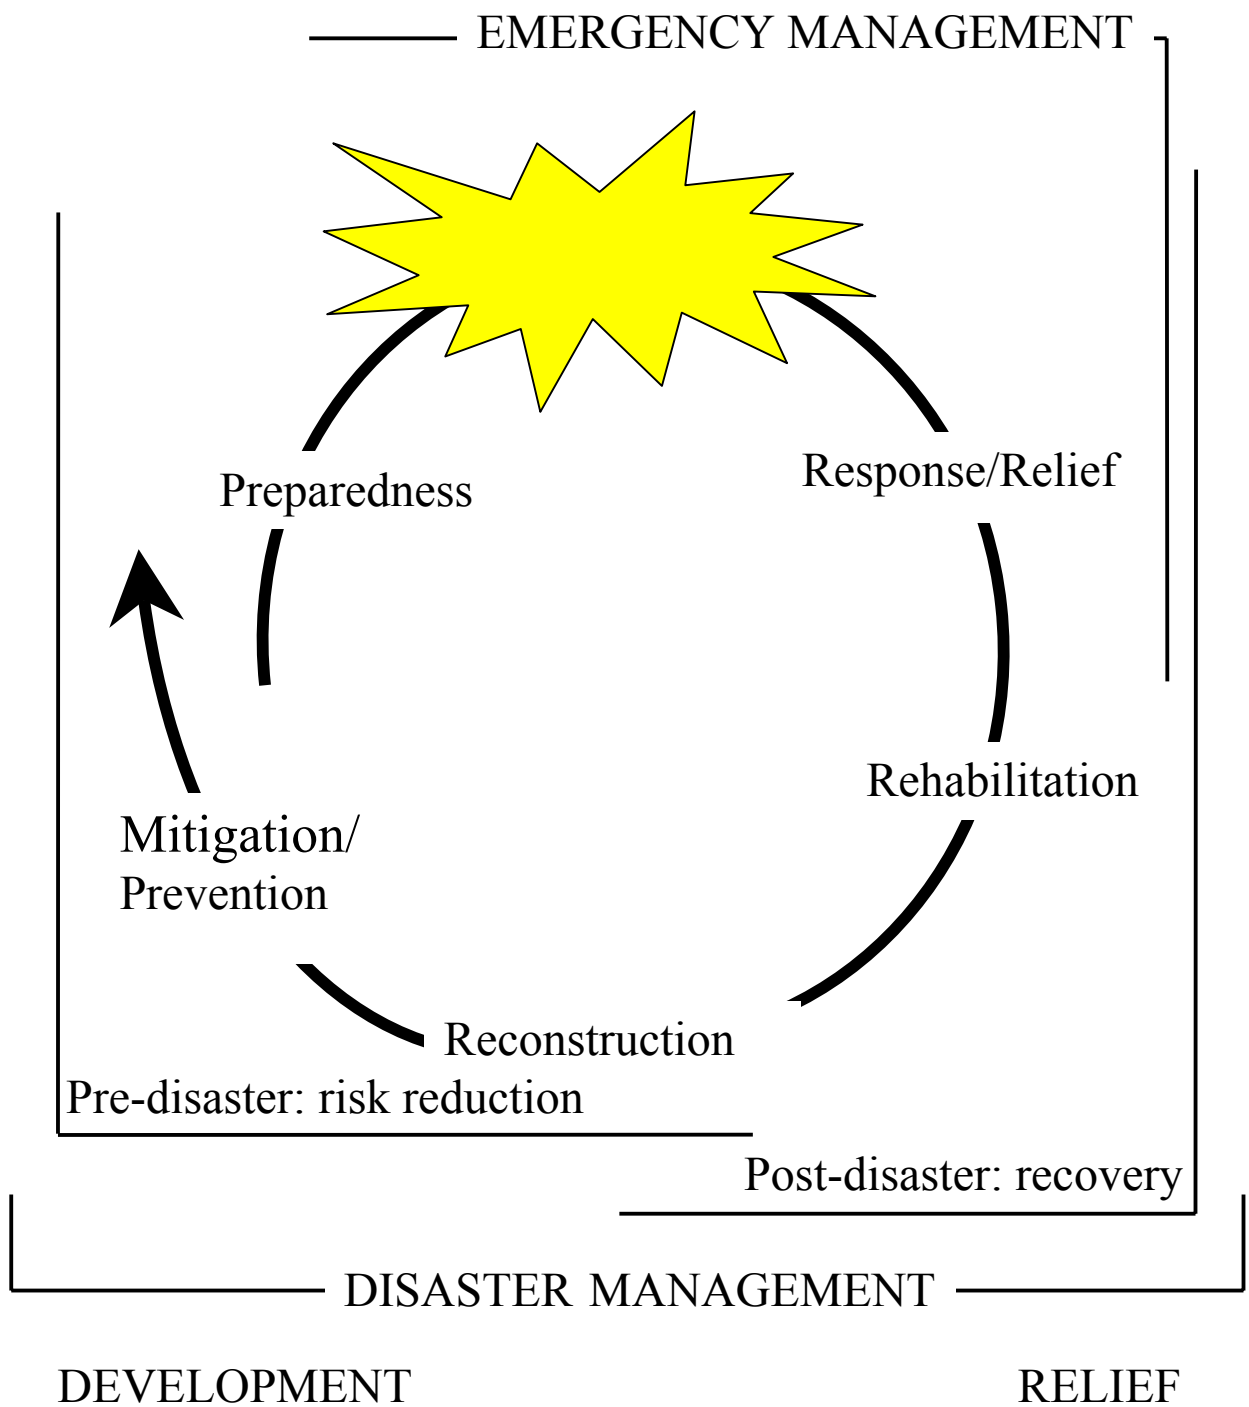 EMERGENCY MANAGEMENT
Response/Relief
Preparedness
Rehabilitation
Mitigation/
Prevention
Reconstruction
Pre-disaster: risk reduction
Post-disaster: recovery
DISASTER MANAGEMENT
DEVELOPMENT RELIEF